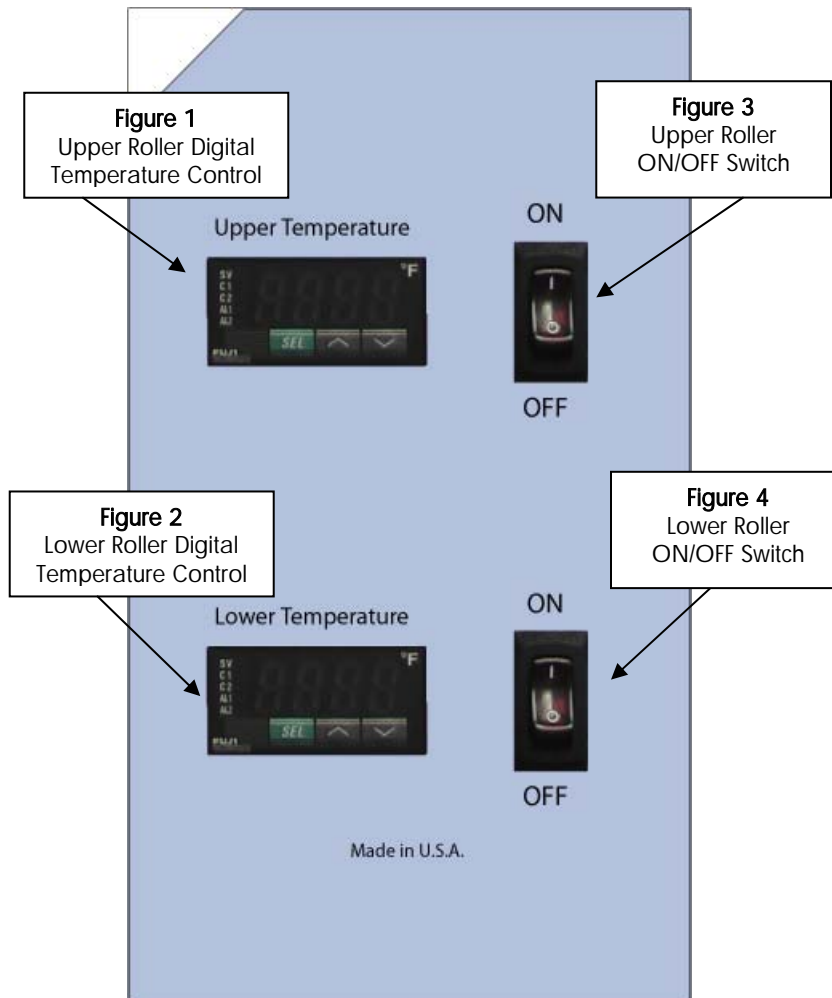 Figure 1
Upper Roller Digital
Temperature Control
Figure 3
Upper Roller
ON/OFF Switch
Upper Temperature
ON
°F
SV
C1
C2
AL1
AL2
SEL
FUJI
OFF
Figure 2
Lower Roller Digital
Temperature Control
Figure 4
Lower Roller
ON/OFF Switch
Lower Temperature
ON
°F
SV
C1
C2
AL1
AL2
SEL
FUJI
OFF
Made in U.S.A.